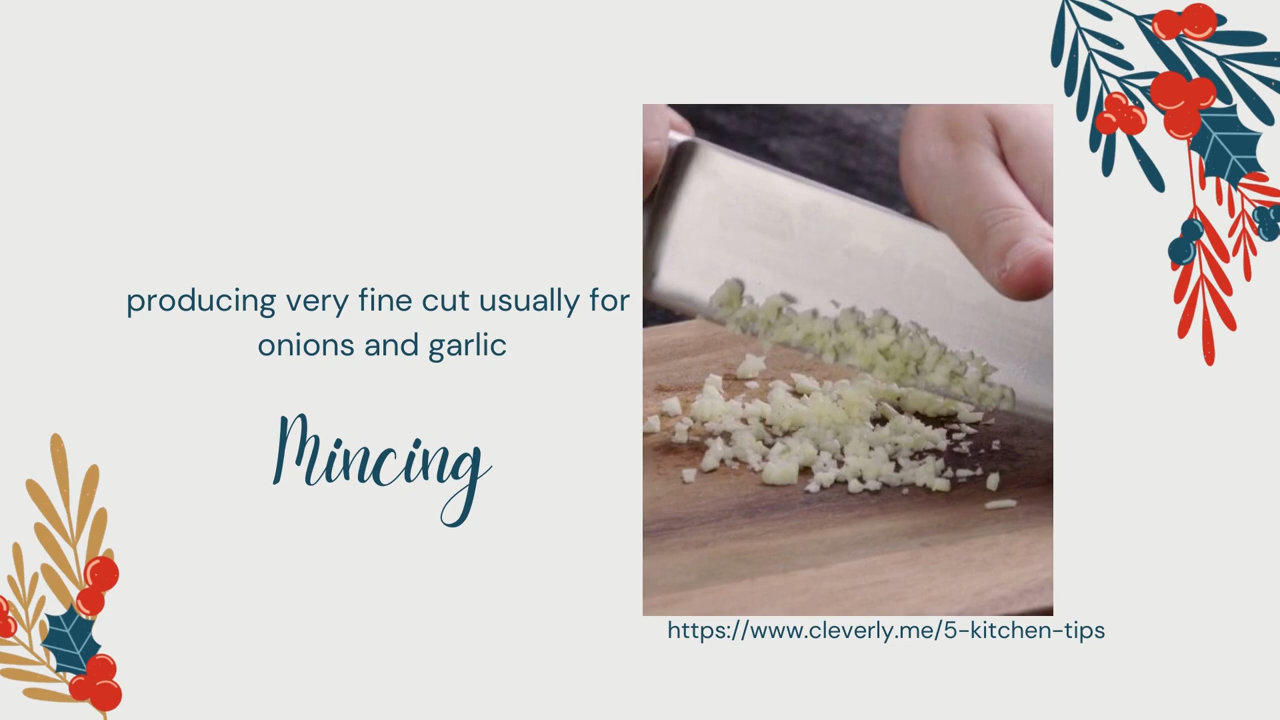 producing very fine cut usually for
onions and garlic
Mincing
https://www.cleverly.me/5-kitchen-tips